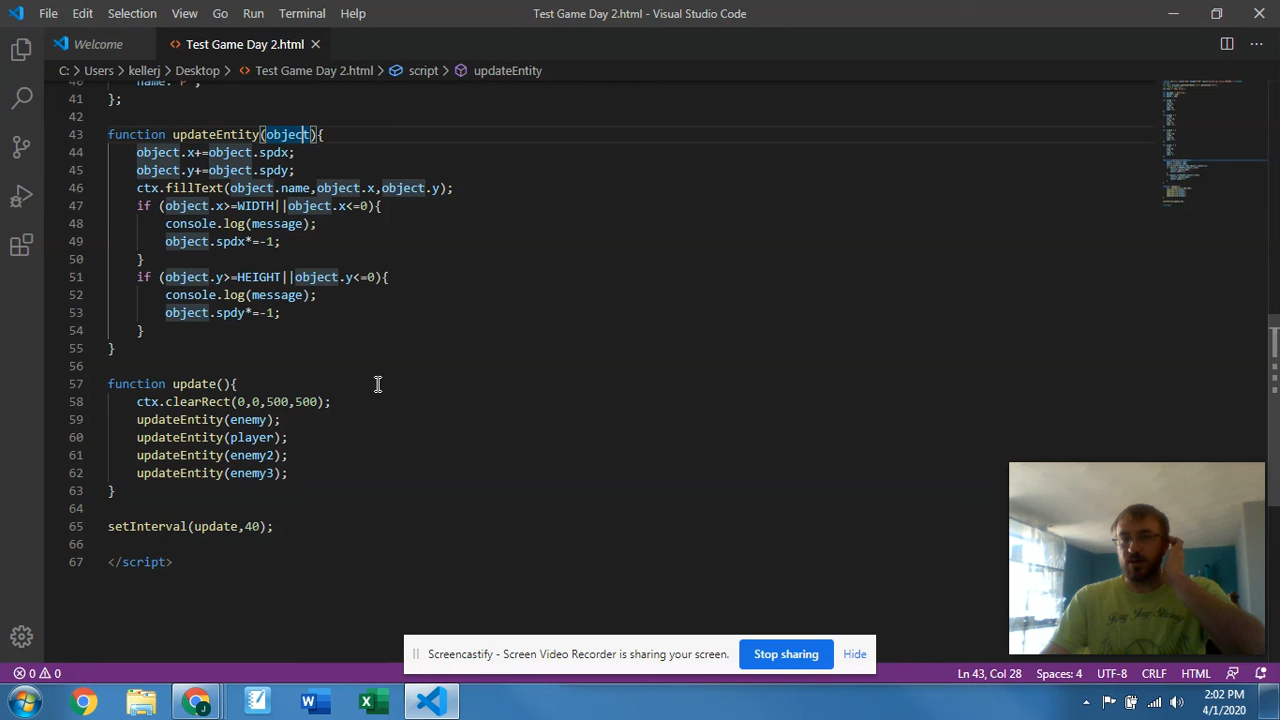 File Edit Selection View Go Run Terminal Help Test Game Day 2.html - Visual Studio Code
Welcome Test Game Day 2.html
C: > Users > kellerj > Desktop > Test Game Day 2.html > script > updateEntity
40 name: "P",
41 };
42
43 function updateEntity(object){
44 object.x+=object.spdx;
45 object.y+=object.spdy;
46 ctx.fillText(object.name,object.x,object.y);
47 if (object.x>=WIDTH||object.x<=0){
48 console.log(message);
49 object.spdx*=-1;
50 }
51 if (object.y>=HEIGHT||object.y<=0){
52 console.log(message);
53 object.spdy*=-1;
54 }
55 }
56
57 function update(){
58 ctx.clearRect(0,0,500,500);
59 updateEntity(enemy);
60 updateEntity(player);
61 updateEntity(enemy2);
62 updateEntity(enemy3);
63 }
64
65 setInterval(update,40);
66
67 </script>
Screencastify - Screen Video Recorder is sharing your screen. Stop sharing Hide
0 0 Ln 43, Col 28 Spaces: 4 UTF-8 CRLF HTML
2:02 PM
4/1/2020